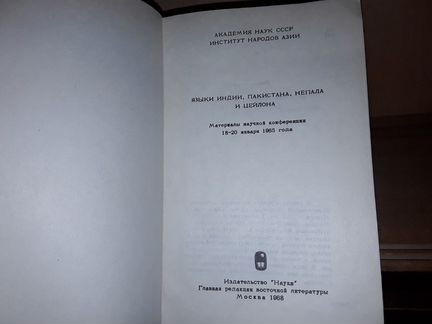 АКАДЕМИЯ НАУК СССР
ИНСТИТУТ НАРОДОВ АЗИИ
ЯЗЫКИ ИНДИИ, ПАКИСТАНА, НЕПАЛА
И ЦЕЙЛОНА
Материалы научной конференции
18-20 января 1965 года
Издательство "Наука"
Главная редакция восточной литературы
Москва 1968